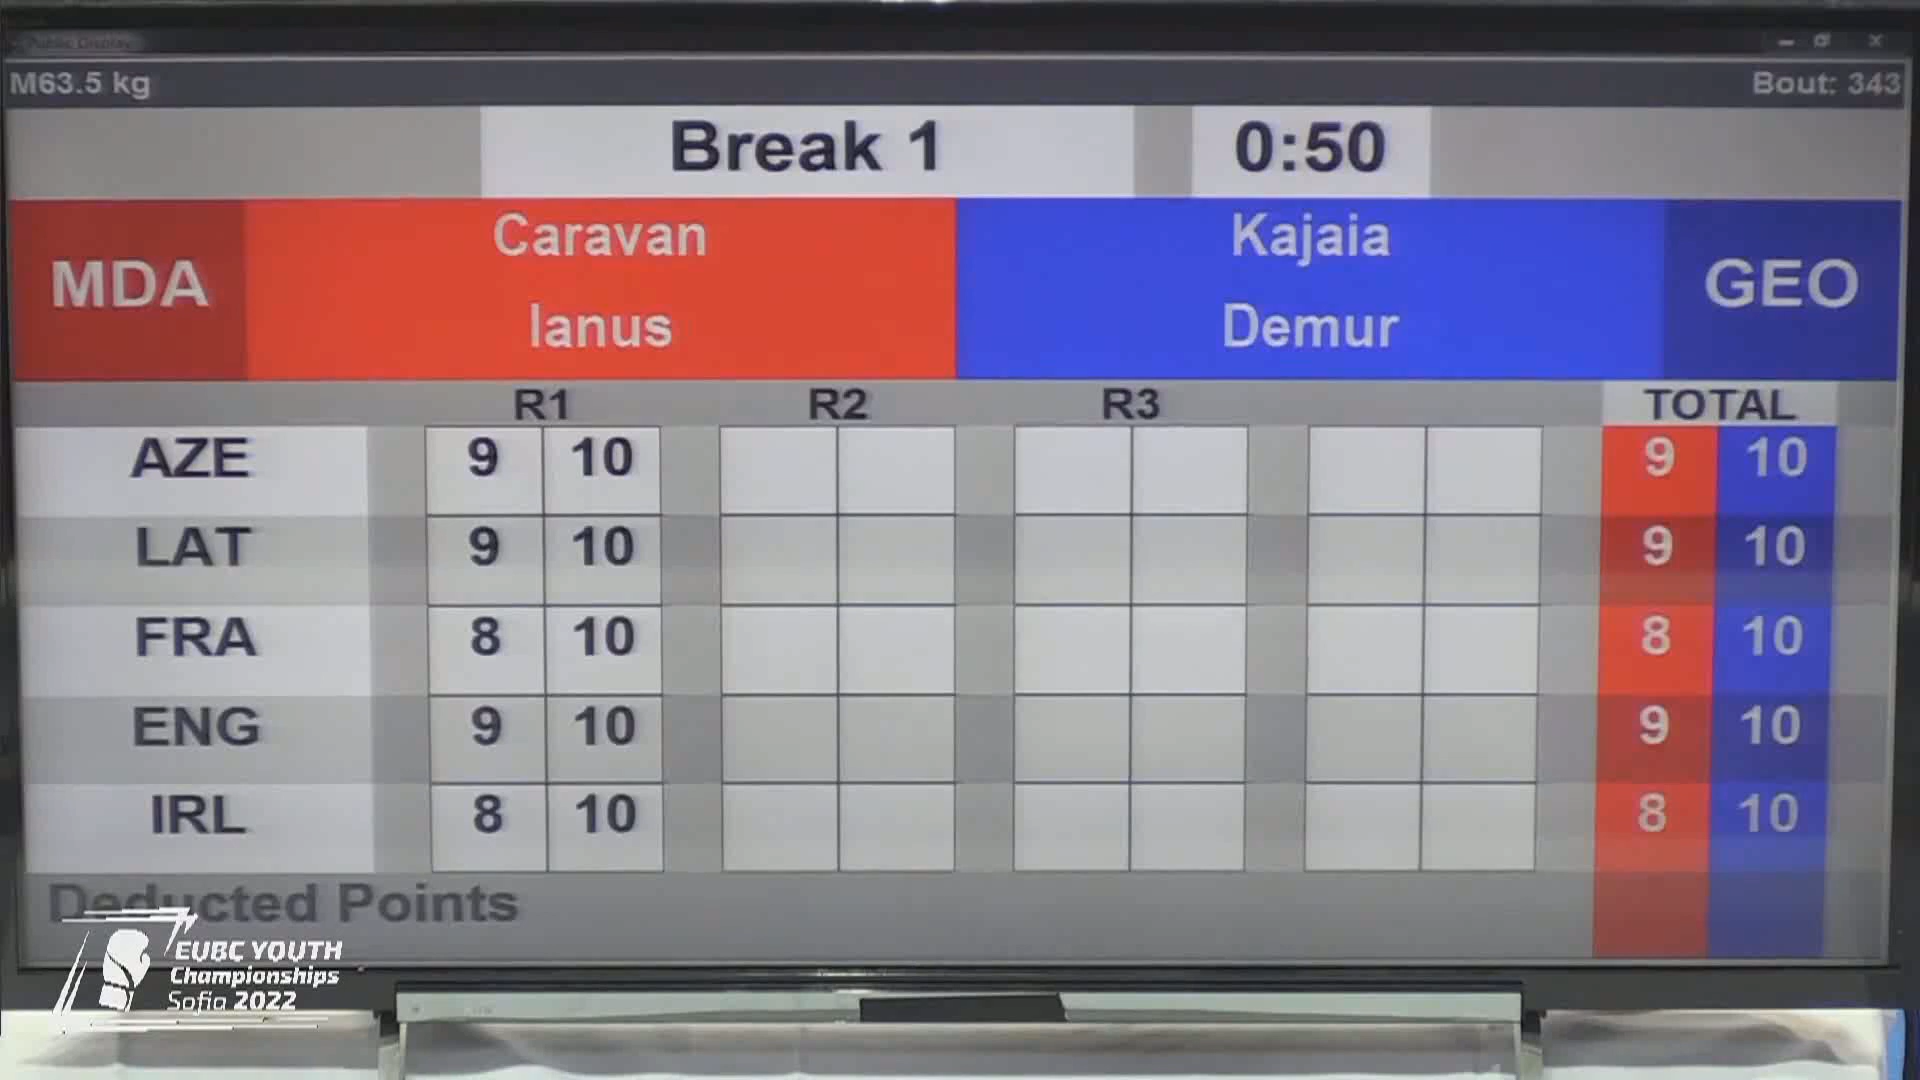 Public Display
M63.5 kg Bout: 343
Break 1 0:50
MDA Caravan Ianus Kajaia Demur GEO
R1 R2 R3 TOTAL
AZE 9 10 9 10
LAT 9 10 9 10
FRA 8 10 8 10
ENG 9 10 9 10
IRL 8 10 8 10
Deducted Points
EUBC YOUTH
Championships
Sofia 2022